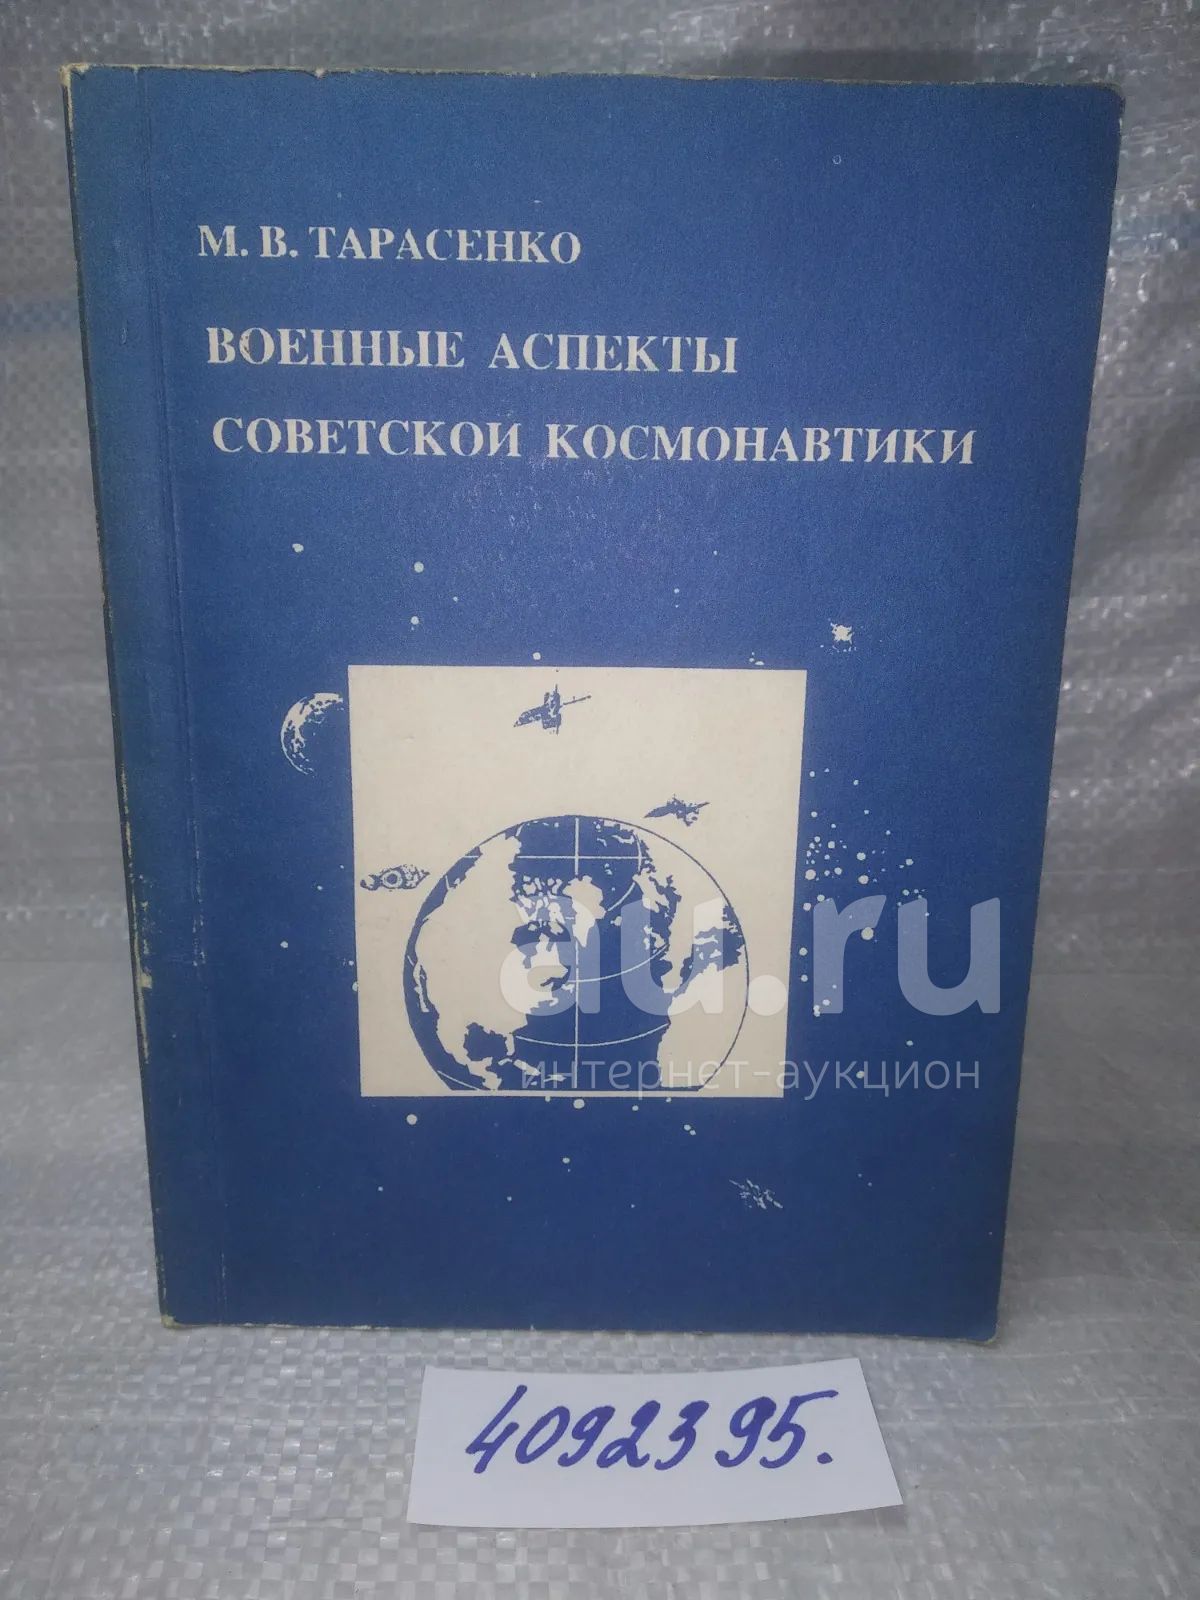 М. В. ТАРАСЕНКО
ВОЕННЫЕ АСПЕКТЫ
СОВЕТСКОЙ КОСМОНАВТИКИ
au.ru
интернет-аукцион
4092395.